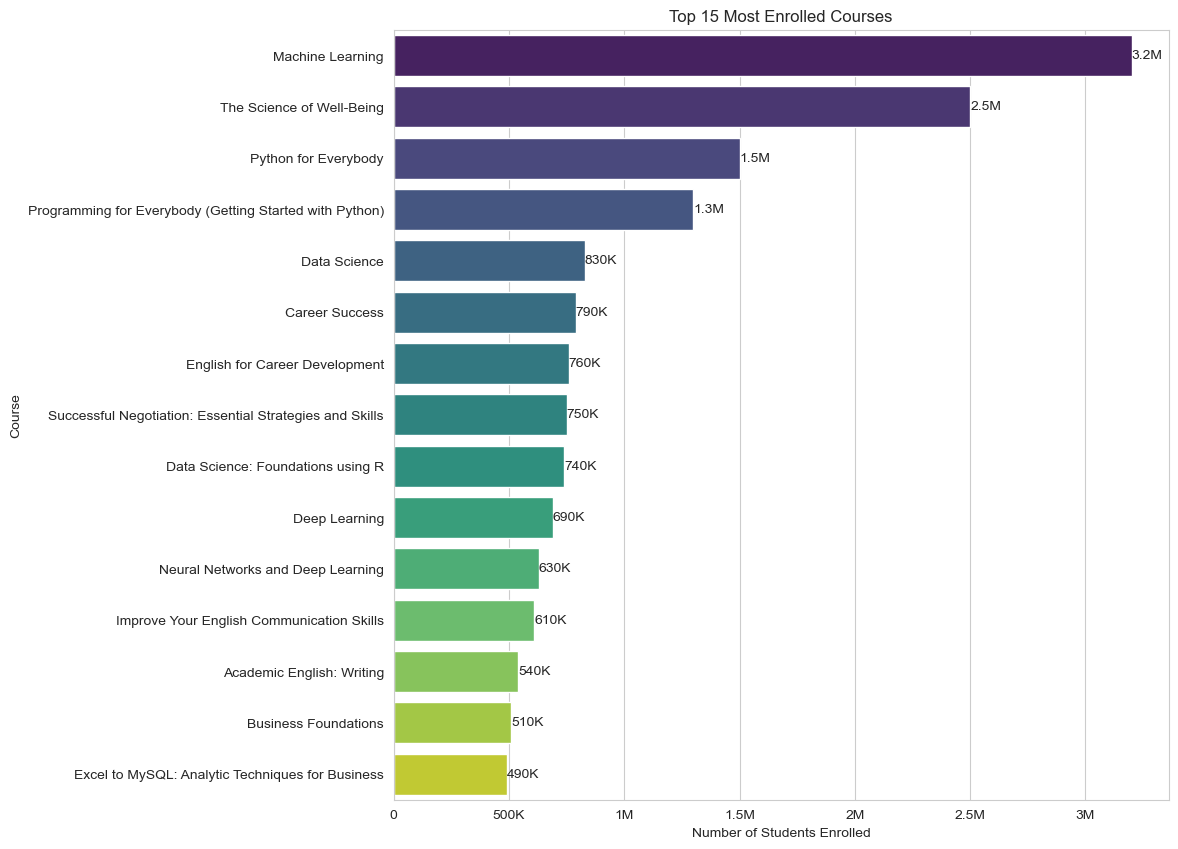 Top 15 Most Enrolled Courses
Machine Learning 3.2M
The Science of Well-Being 2.5M
Python for Everybody 1.5M
Programming for Everybody (Getting Started with Python) 1.3M
Data Science 830K
Career Success 790K
English for Career Development 760K
Successful Negotiation: Essential Strategies and Skills 750K
Data Science: Foundations using R 740K
Deep Learning 690K
Neural Networks and Deep Learning 630K
Improve Your English Communication Skills 610K
Academic English: Writing 540K
Business Foundations 510K
Excel to MySQL: Analytic Techniques for Business 490K
Course
0 500K 1M 1.5M 2M 2.5M 3M
Number of Students Enrolled